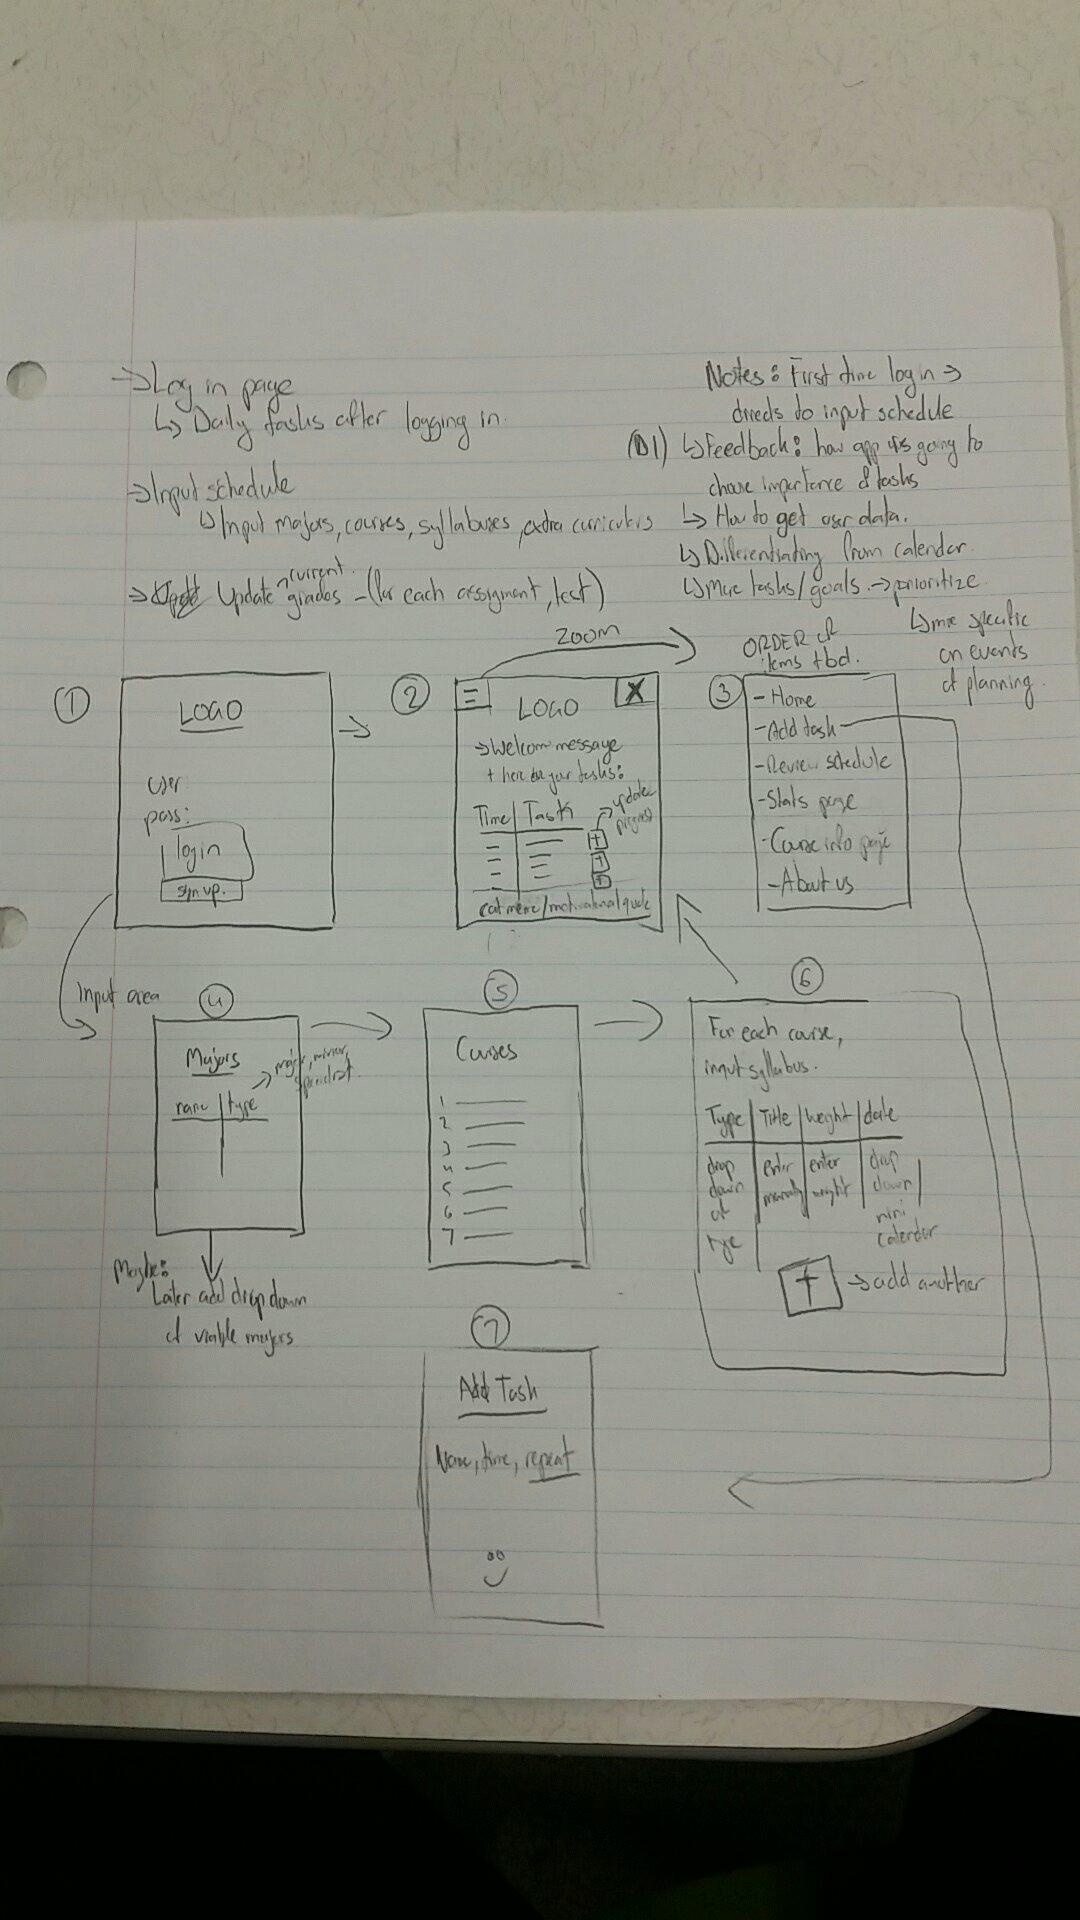 →Log in page
↳ Daily tasks after logging in.
→Input schedule
↳ Input majors, courses, syllabuses, extra curriculars
→ Update current grades - (for each assignment, test)
Notes: First time login →
directs to input schedule
(D1) ↳Feedback: how app is going to
choose importance of tasks
↳ How to get user data.
↳ Differentiating from calendar
↳ More tasks/goals → prioritize
↳more specific
on events
of planning.
ZOOM
ORDER of
items tbd.
①
LOGO
user
pass:
login
sign up.
②
LOGO
X
→Welcome message
+ here are your tasks:
Time | Task
→update
progress
+
+
+
cat meme/motivational quote
③
- Home
-Add task
-Review schedule
-Stats page
-Course info page
-About us
Input area
④
Majors
→ major, minor,
name | type
Maybe:
Later add drop down
of viable majors
⑤
Courses
1
2
3
4
5
6
7
⑥
For each course,
input syllabus.
Type | Title | weight | date
drop down of type
enter manually
enter weight
drop down mini calendar
+ → add another
⑦
Add Task
Name, time, repeat